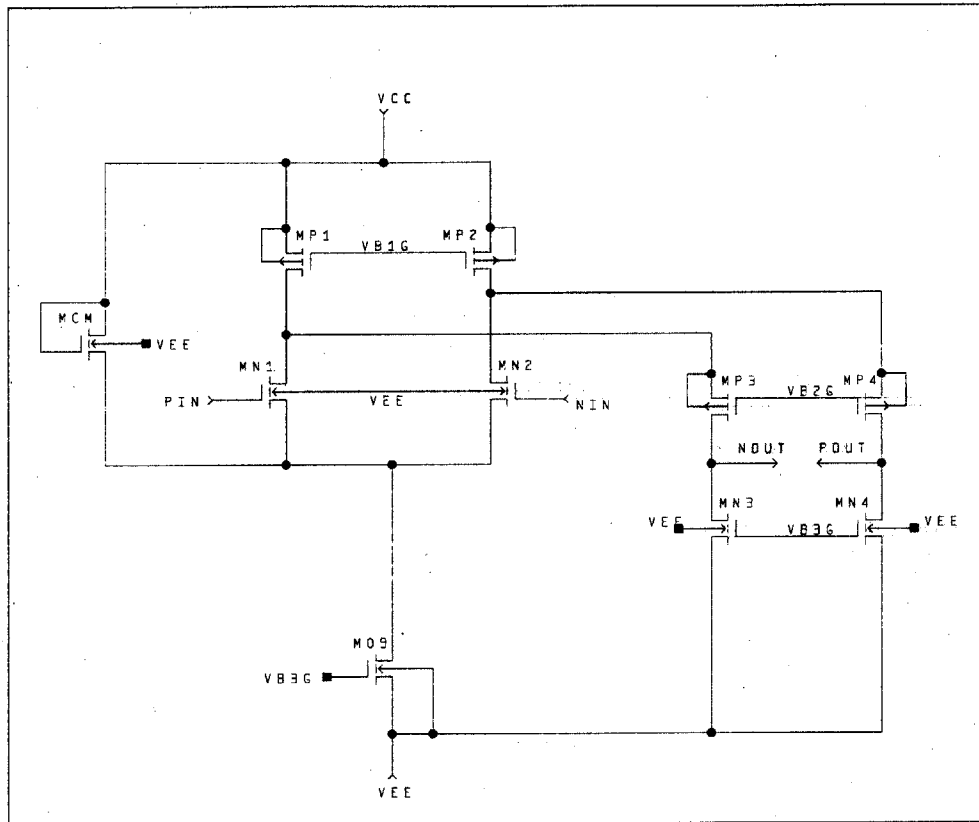 VCC
MP1 VB1G MP2
MCM VEE
MN1 MN2
PIN VEE NIN
MP3 VB2G MP4
NOUT POUT
MN3 MN4
VEE VB3G VEE
M09
VB3G
VEE